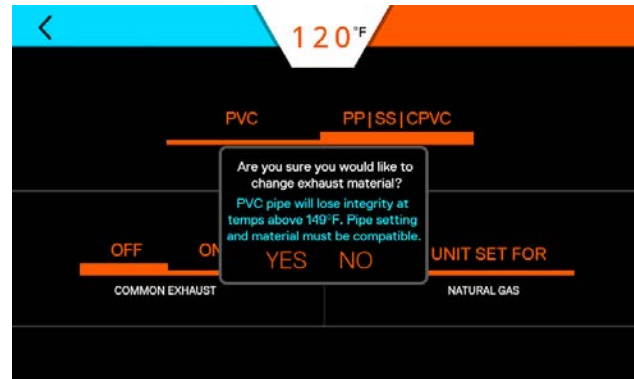 120°F
PVC PP|SS|CPVC
Are you sure you would like to
change exhaust material?
PVC pipe will lose integrity at
temps above 149°F. Pipe setting
and material must be compatible.
YES NO
OFF ON
UNIT SET FOR
COMMON EXHAUST
NATURAL GAS